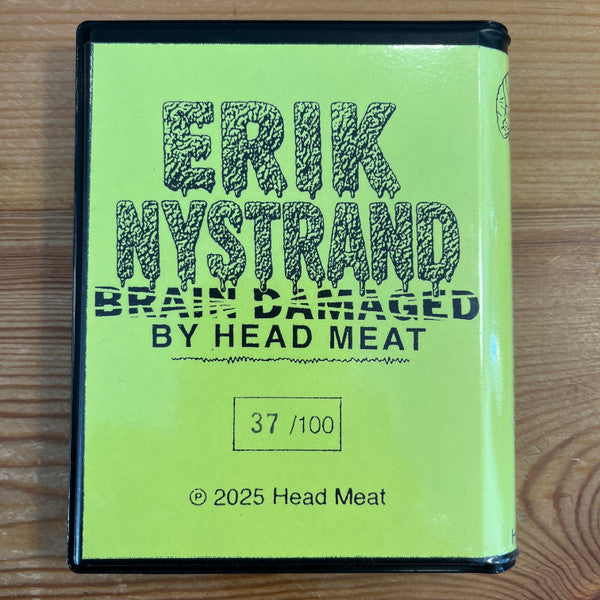 ERIK
NYSTRAND
BRAIN DAMAGED
BY HEAD MEAT
37 /100
℗ 2025 Head Meat